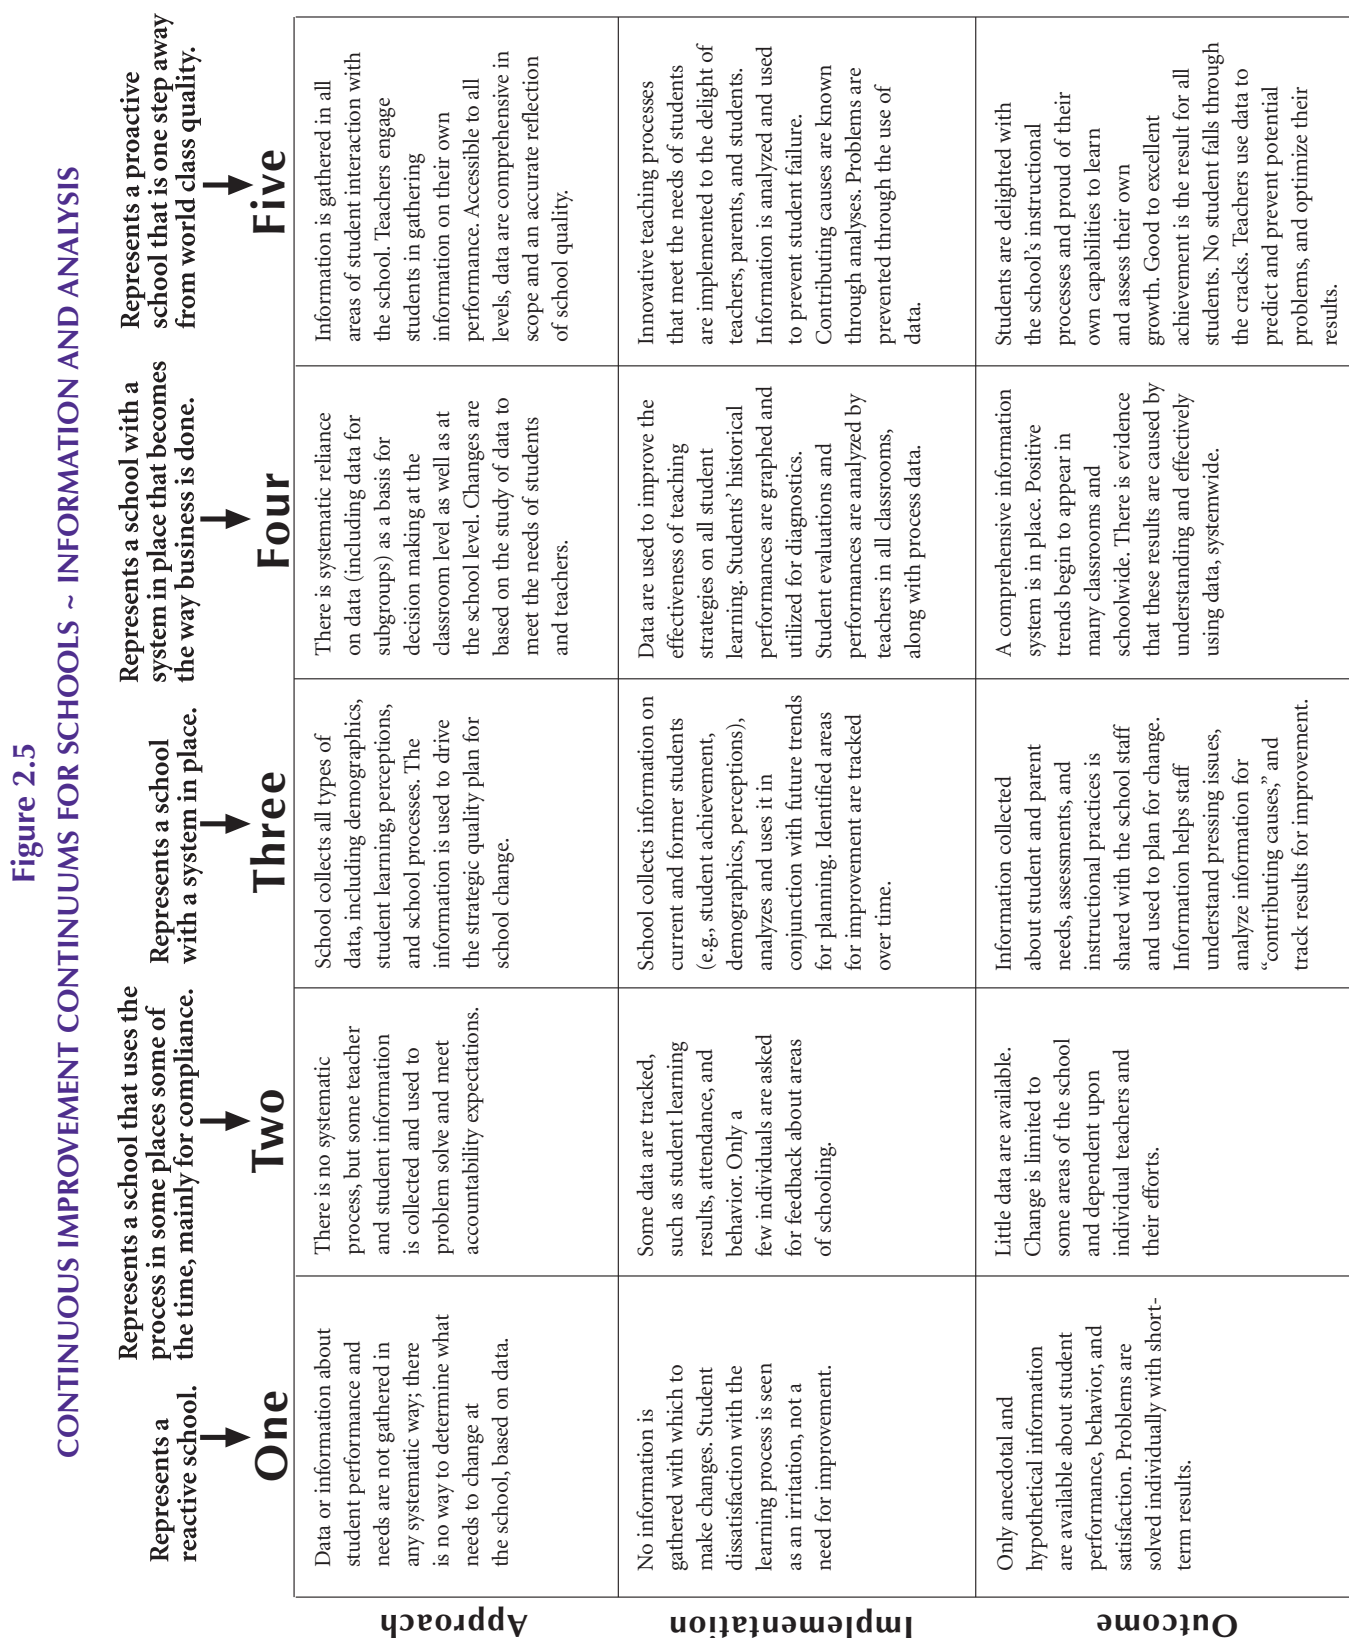 Figure 2.5
CONTINUOUS IMPROVEMENT CONTINUUMS FOR SCHOOLS ~ INFORMATION AND ANALYSIS
Represents a
reactive school.
Represents a school that uses the
process in some places some of
the time, mainly for compliance.
Represents a school
with a system in place.
Represents a school with a
system in place that becomes
the way business is done.
Represents a proactive
school that is one step away
from world class quality.
One
Two
Three
Four
Five
Approach
Data or information about
student performance and
needs are not gathered in
any systematic way; there
is no way to determine what
needs to change at
the school, based on data.
There is no systematic
process, but some teacher
and student information
is collected and used to
problem solve and meet
accountability expectations.
School collects all types of
data, including demographics,
student learning, perceptions,
and school processes. The
information is used to drive
the strategic quality plan for
school change.
There is systematic reliance
on data (including data for
subgroups) as a basis for
decision making at the
classroom level as well as at
the school level. Changes are
based on the study of data to
meet the needs of students
and teachers.
Information is gathered in all
areas of student interaction with
the school. Teachers engage
students in gathering
information on their own
performance. Accessible to all
levels, data are comprehensive in
scope and an accurate reflection
of school quality.
Implementation
No information is
gathered with which to
make changes. Student
dissatisfaction with the
learning process is seen
as an irritation, not a
need for improvement.
Some data are tracked,
such as student learning
results, attendance, and
behavior. Only a
few individuals are asked
for feedback about areas
of schooling.
School collects information on
current and former students
(e.g., student achievement,
demographics, perceptions),
analyzes and uses it in
conjunction with future trends
for planning. Identified areas
for improvement are tracked
over time.
Data are used to improve the
effectiveness of teaching
strategies on all student
learning. Students' historical
performances are graphed and
utilized for diagnostics.
Student evaluations and
performances are analyzed by
teachers in all classrooms,
along with process data.
Innovative teaching processes
that meet the needs of students
are implemented to the delight of
teachers, parents, and students.
Information is analyzed and used
to prevent student failure.
Contributing causes are known
through analyses. Problems are
prevented through the use of
data.
Outcome
Only anecdotal and
hypothetical information
are available about student
performance, behavior, and
satisfaction. Problems are
solved individually with short-
term results.
Little data are available.
Change is limited to
some areas of the school
and dependent upon
individual teachers and
their efforts.
Information collected
about student and parent
needs, assessments, and
instructional practices is
shared with the school staff
and used to plan for change.
Information helps staff
understand pressing issues,
analyze information for
“contributing causes,” and
track results for improvement.
A comprehensive information
system is in place. Positive
trends begin to appear in
many classrooms and
schoolwide. There is evidence
that these results are caused by
understanding and effectively
using data, systemwide.
Students are delighted with
the school's instructional
processes and proud of their
own capabilities to learn
and assess their own
growth. Good to excellent
achievement is the result for all
students. No student falls through
the cracks. Teachers use data to
predict and prevent potential
problems, and optimize their
results.